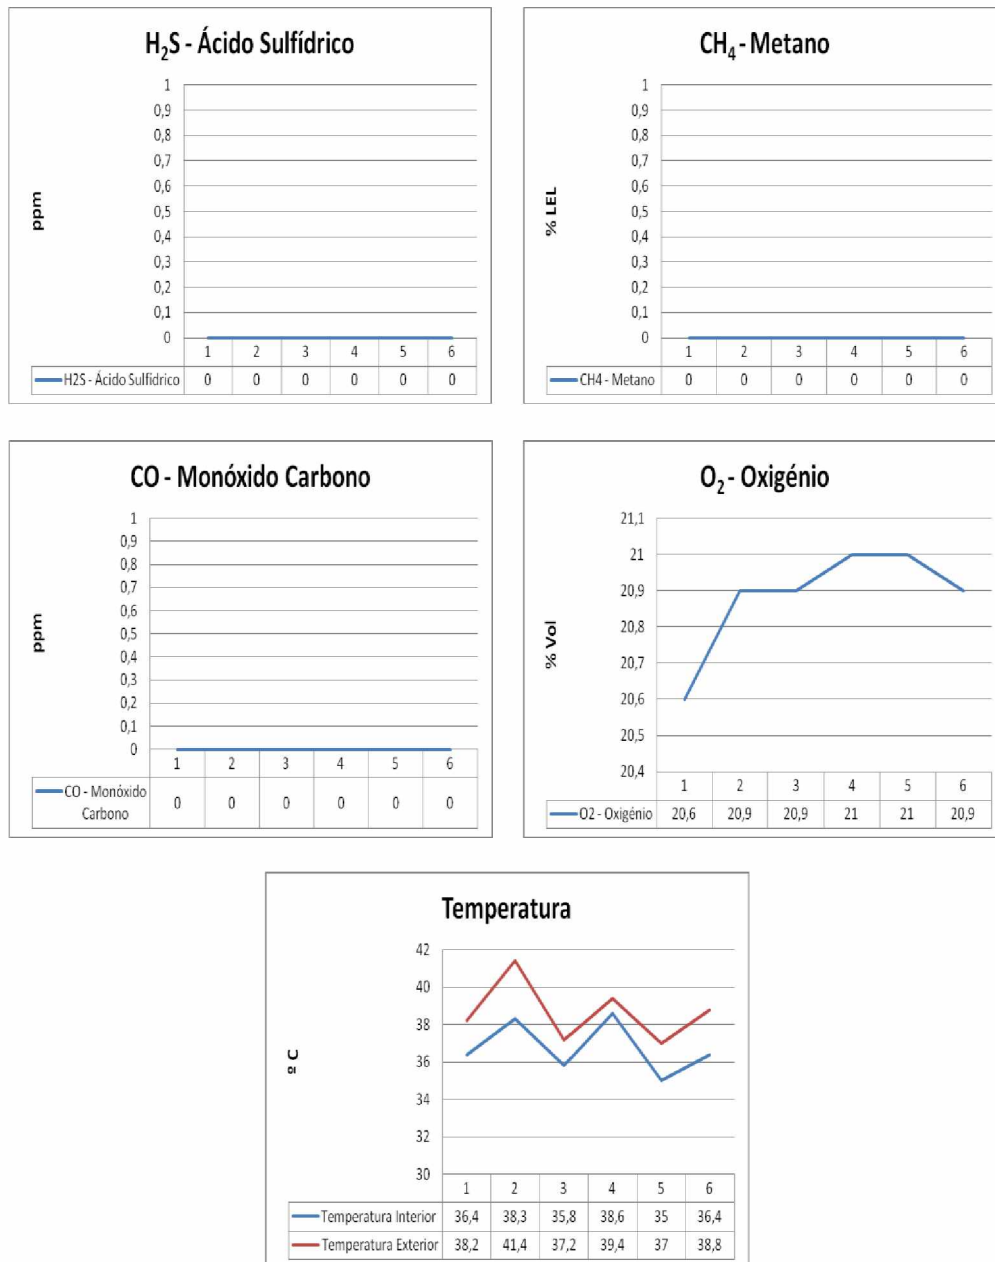 H₂S - Ácido Sulfídrico
ppm
1
0,9
0,8
0,7
0,6
0,5
0,4
0,3
0,2
0,1
0
1 2 3 4 5 6
H2S - Ácido Sulfídrico 0 0 0 0 0 0
CH₄ - Metano
% LEL
1
0,9
0,8
0,7
0,6
0,5
0,4
0,3
0,2
0,1
0
1 2 3 4 5 6
CH4 - Metano 0 0 0 0 0 0
CO - Monóxido Carbono
ppm
1
0,9
0,8
0,7
0,6
0,5
0,4
0,3
0,2
0,1
0
1 2 3 4 5 6
CO - Monóxido
Carbono 0 0 0 0 0 0
O₂ - Oxigénio
% Vol
21,1
21
20,9
20,8
20,7
20,6
20,5
20,4
1 2 3 4 5 6
O2 - Oxigénio 20,6 20,9 20,9 21 21 20,9
Temperatura
º C
42
40
38
36
34
32
30
1 2 3 4 5 6
Temperatura Interior 36,4 38,3 35,8 38,6 35 36,4
Temperatura Exterior 38,2 41,4 37,2 39,4 37 38,8